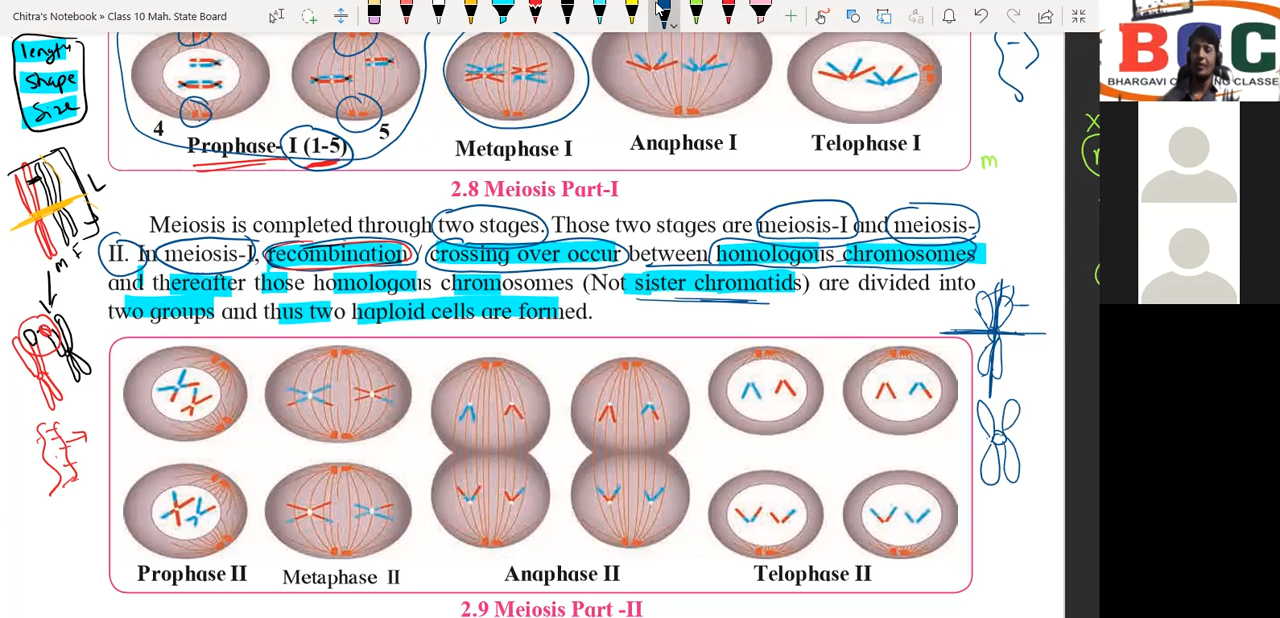 Chitra's Notebook » Class 10 Mah. State Board
length
shape
size
BCC
BHARGAVI
CLASSE
4
5
Prophase- I (1-5)
Metaphase I
Anaphase I
Telophase I
m
2.8 Meiosis Part-I
Meiosis is completed through two stages. Those two stages are meiosis-I and meiosis-
II. In meiosis-I, recombination / crossing over occur between homologous chromosomes
and thereafter those homologous chromosomes (Not sister chromatids) are divided into
two groups and thus two haploid cells are formed.
L
M F
Prophase II
Metaphase II
Anaphase II
Telophase II
2.9 Meiosis Part -II